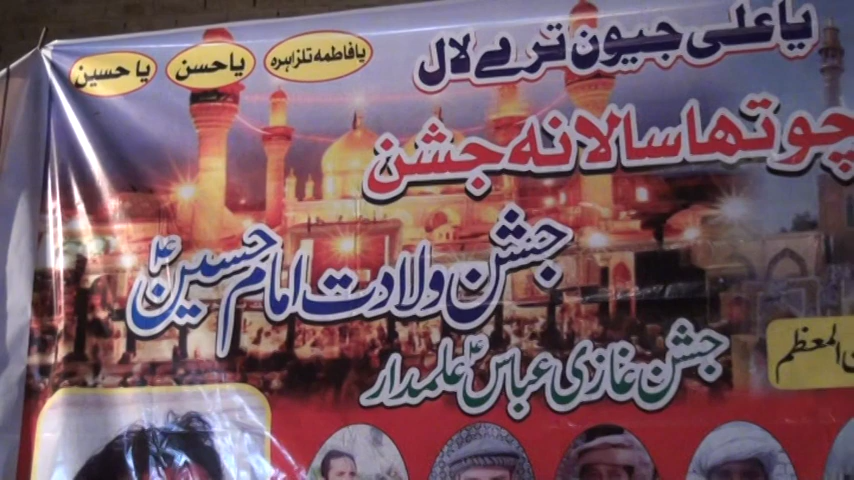 یا علی جیون ترے لال
یا فاطمہ تلزاہرہ
یا حسن
یا حسین
چوتھا سالانہ جشن
جشن ولادت امام حسینؑ
جشن غازی عباسؑ علمدار
المعظم